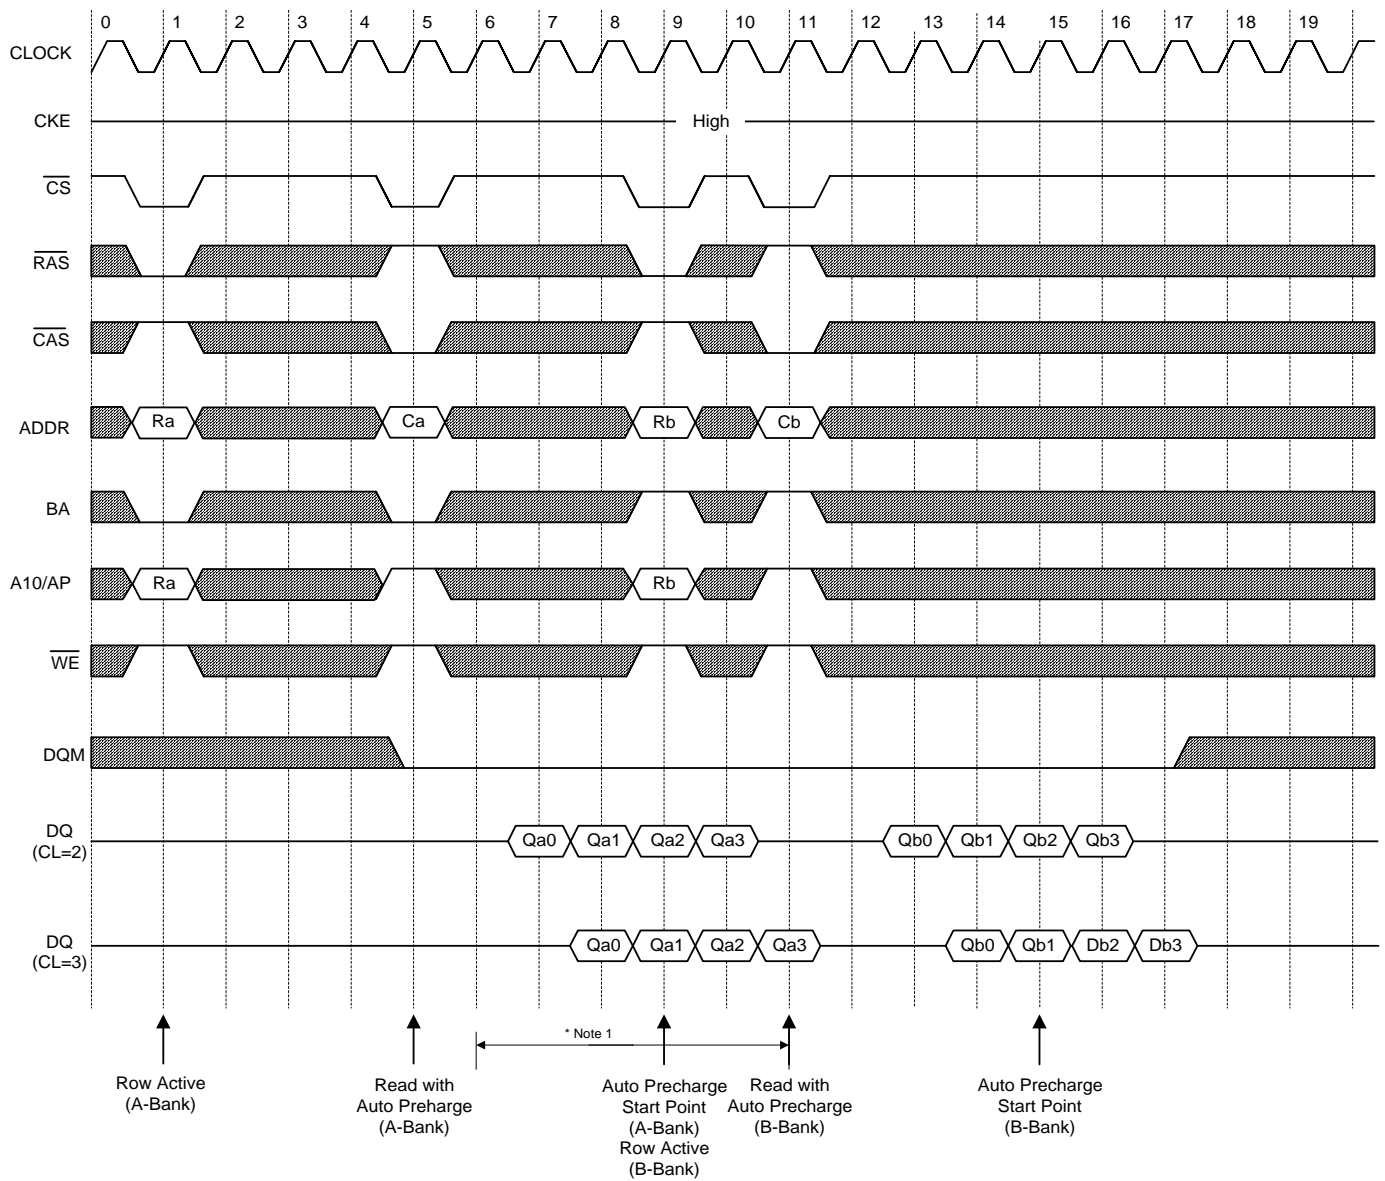 0 1 2 3 4 5 6 7 8 9 10 11 12 13 14 15 16 17 18 19
CLOCK
CKE
High
CS
RAS
CAS
ADDR
Ra Ca Rb Cb
BA
A10/AP
Ra Rb
WE
DQM
DQ
(CL=2)
Qa0 Qa1 Qa2 Qa3 Qb0 Qb1 Qb2 Qb3
DQ
(CL=3)
Qa0 Qa1 Qa2 Qa3 Qb0 Qb1 Db2 Db3
* Note 1
Row Active
(A-Bank)
Read with
Auto Preharge
(A-Bank)
Auto Precharge
Start Point
(A-Bank)
Row Active
(B-Bank)
Read with
Auto Precharge
(B-Bank)
Auto Precharge
Start Point
(B-Bank)